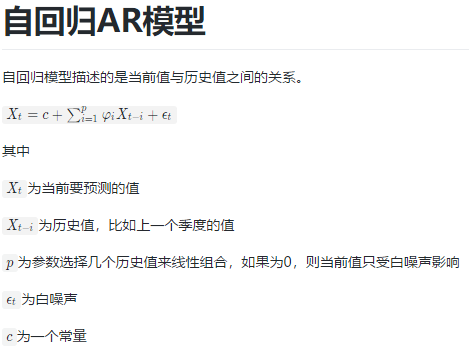 自回归AR模型
自回归模型描述的是当前值与历史值之间的关系。
$X_t = c + \sum_{i=1}^{p} \varphi_i X_{t-i} + \epsilon_t$
其中
$X_t$ 为当前要预测的值
$X_{t-i}$ 为历史值，比如上一个季度的值
$p$ 为参数选择几个历史值来线性组合，如果为0，则当前值只受白噪声影响
$\epsilon_t$ 为白噪声
$c$ 为一个常量